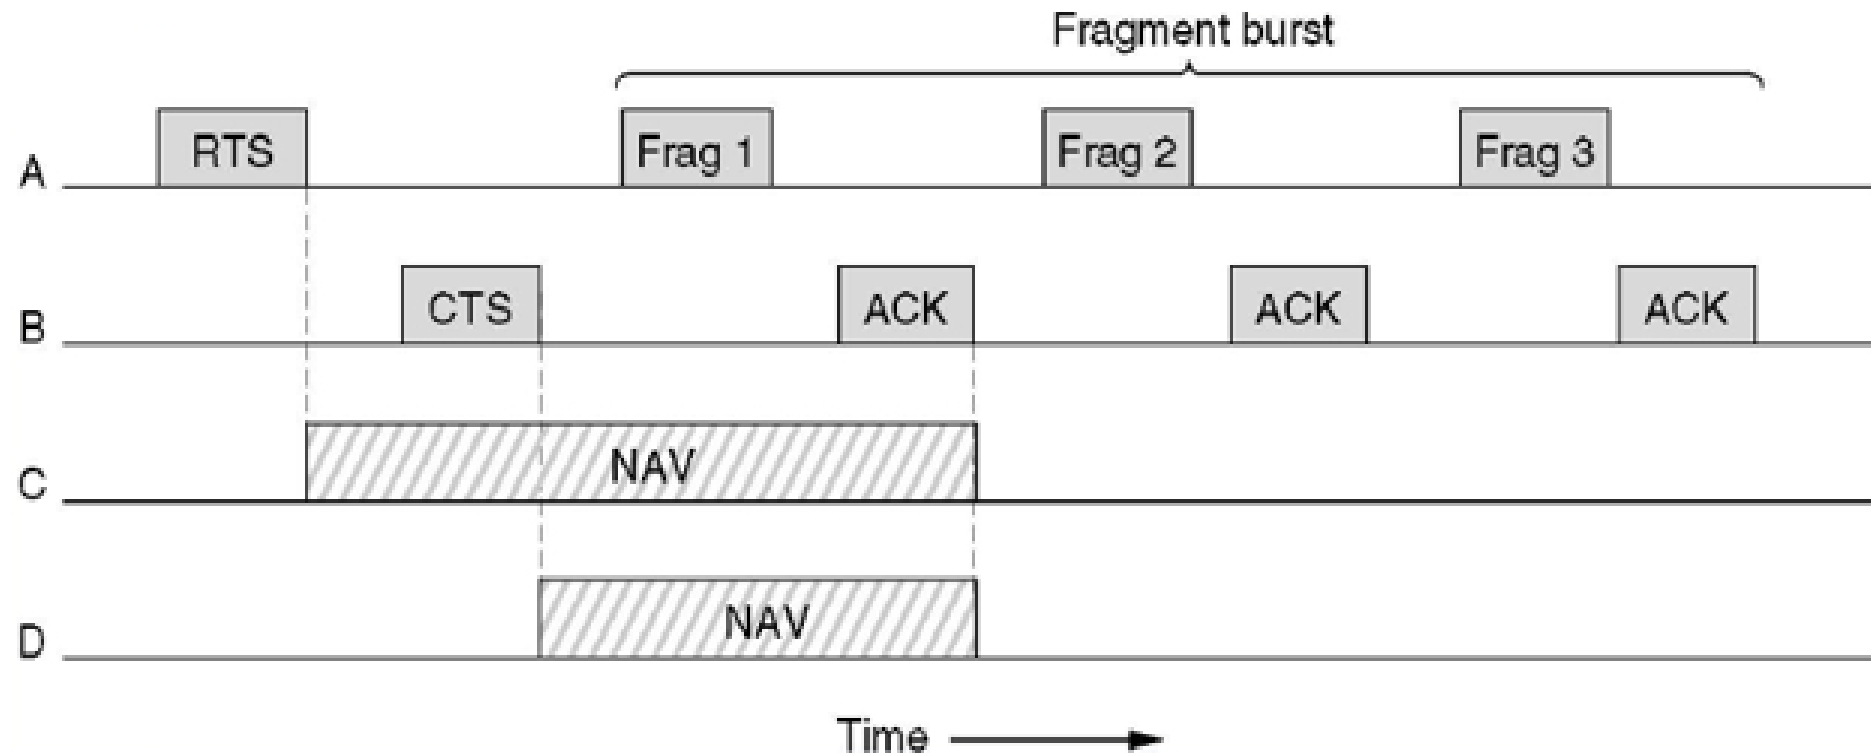 Fragment burst
A RTS Frag 1 Frag 2 Frag 3
B CTS ACK ACK ACK
C NAV
D NAV
Time